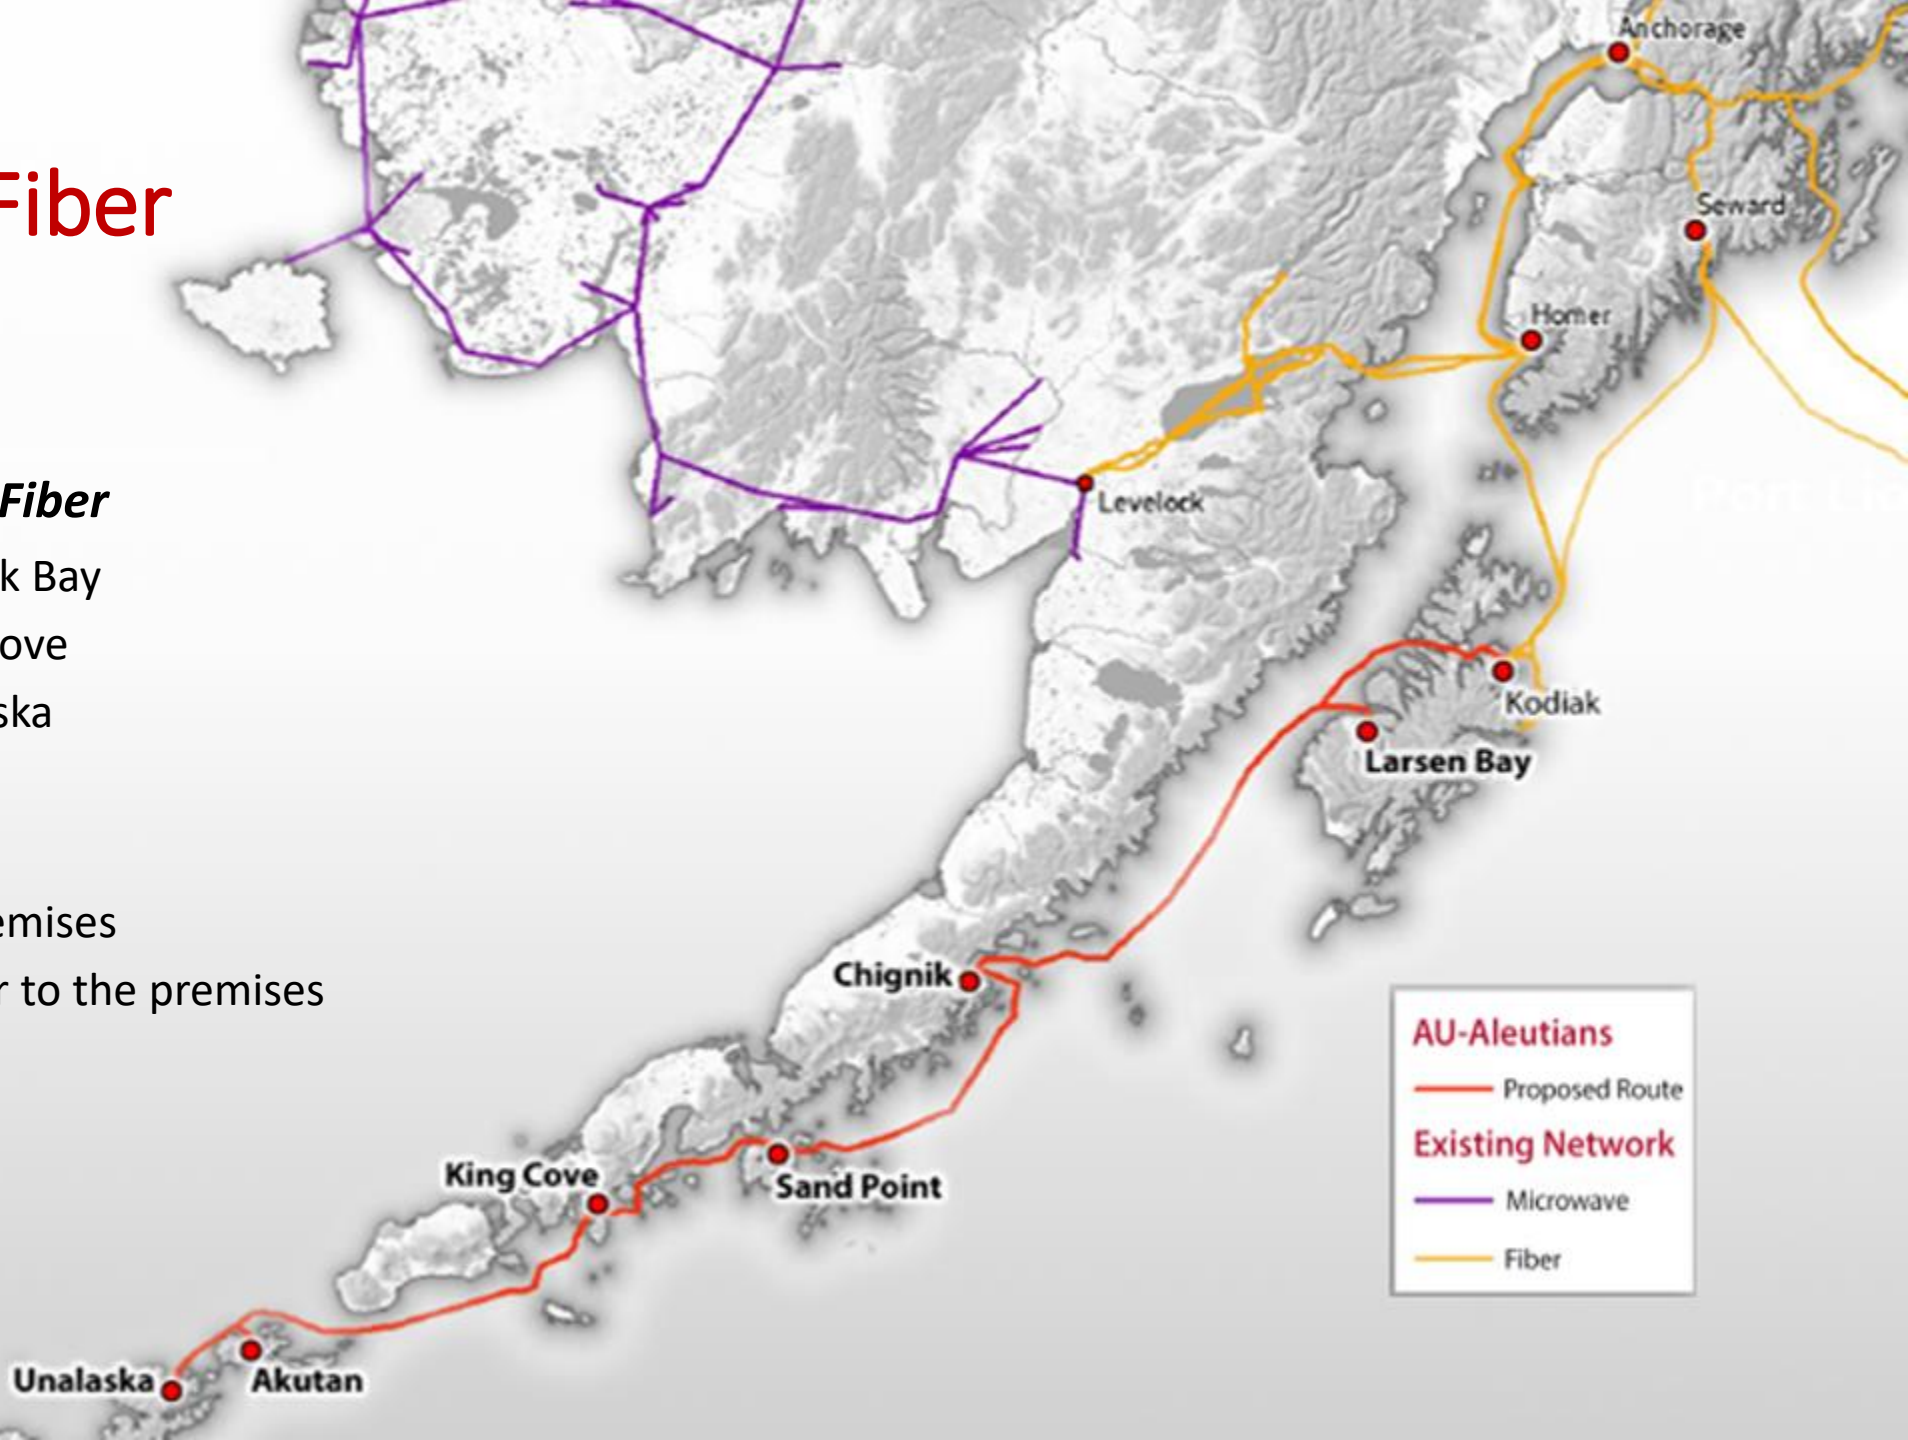 Fiber
Fiber
k Bay
ove
ska
emises
r to the premises
Anchorage
Seward
Homer
Levelock
Kodiak
Larsen Bay
Chignik
King Cove
Sand Point
Unalaska
Akutan
AU-Aleutians
Proposed Route
Existing Network
Microwave
Fiber